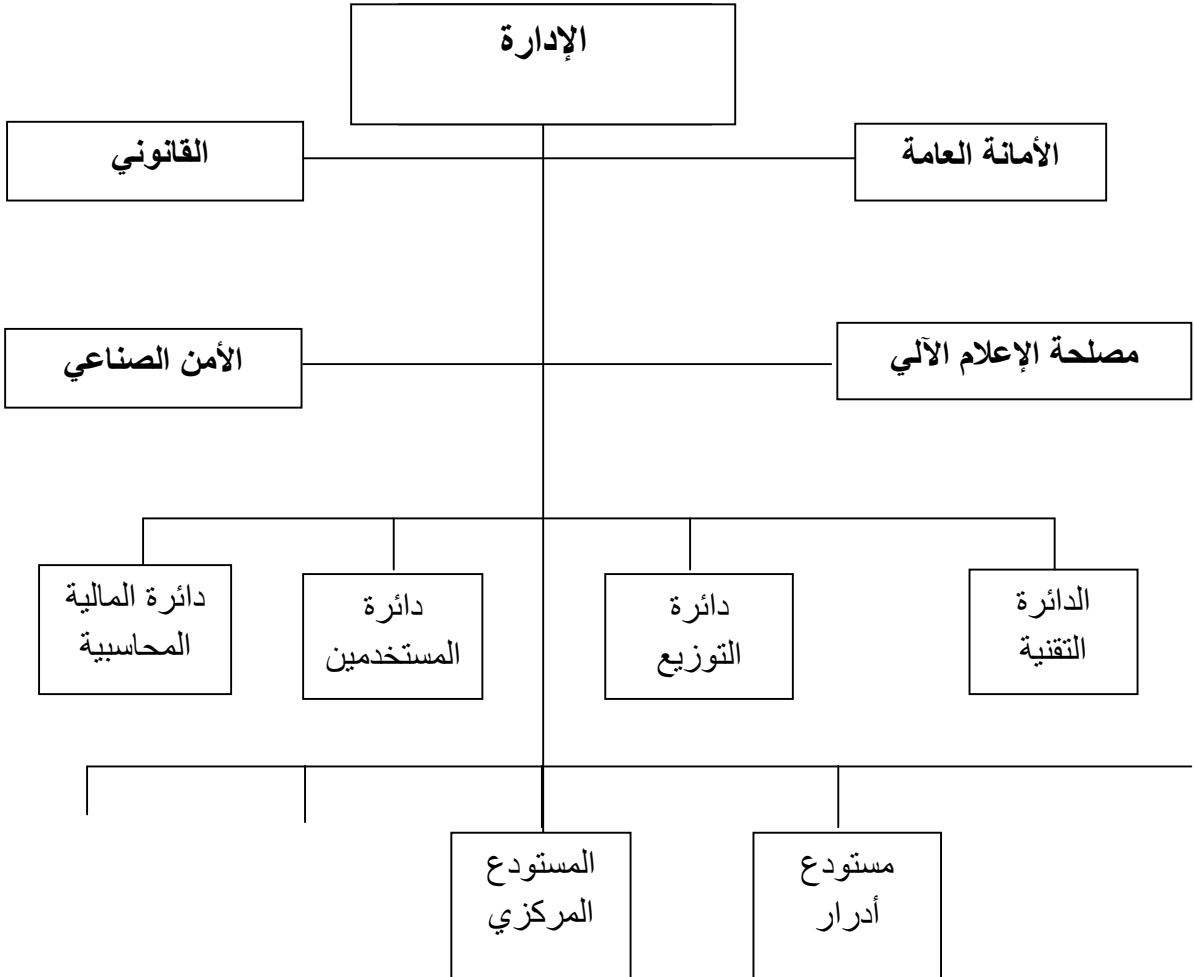 الإدارة
الأمانة العامة
القانوني
مصلحة الإعلام الآلي
الأمن الصناعي
الدائرة
التقنية
دائرة
التوزيع
دائرة
المستخدمين
دائرة المالية
المحاسبية
مستودع
أدرار
المستودع
المركزي